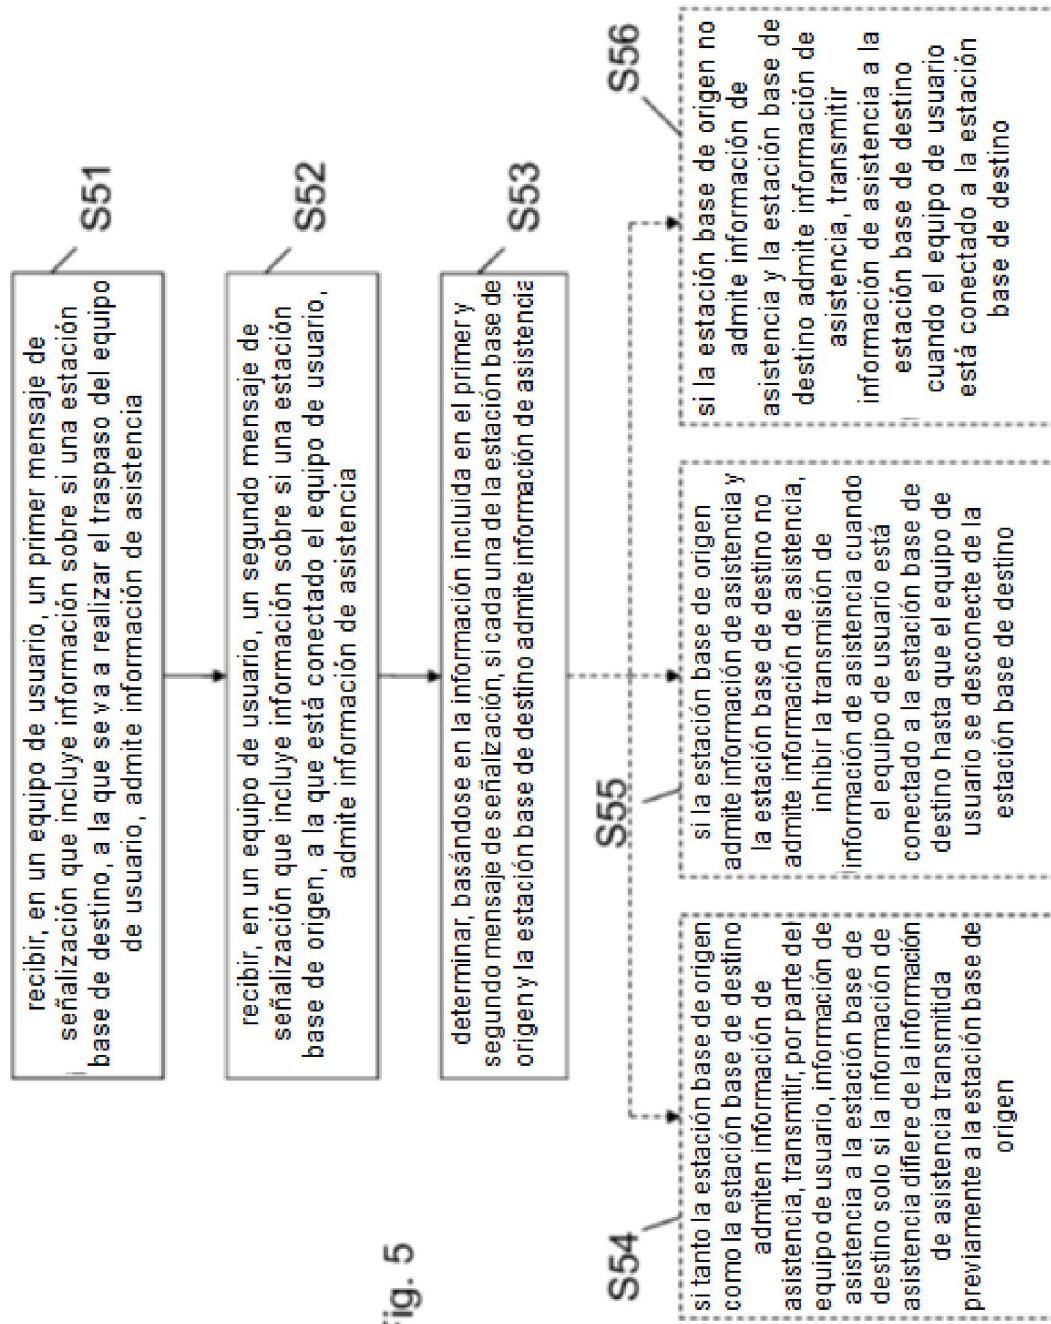 recibir, en un equipo de usuario, un primer mensaje de
señalización que incluye información sobre si una estación
base de destino, a la que se va a realizar el traspaso del equipo
de usuario, admite información de asistencia
S51
recibir, en un equipo de usuario, un segundo mensaje de
señalización que incluye información sobre si una estación
base de origen, a la que está conectado el equipo de usuario,
admite información de asistencia
S52
determinar, basándose en la información incluida en el primer y
segundo mensaje de señalización, si cada una de la estación base de
origen y la estación base de destino admite información de asistencia
S53
S54
si tanto la estación base de origen
como la estación base de destino
admiten información de
asistencia, transmitir, por parte del
equipo de usuario, información de
asistencia a la estación base de
destino solo si la información de
asistencia difiere de la información
de asistencia transmitida
previamente a la estación base de
origen
S55
si la estación base de origen
admite información de asistencia y
la estación base de destino no
admite información de asistencia,
inhibir la transmisión de
información de asistencia cuando
el equipo de usuario está
conectado a la estación base de
destino hasta que el equipo de
usuario se desconecte de la
estación base de destino
S56
si la estación base de origen no
admite información de
asistencia y la estación base de
destino admite información de
asistencia, transmitir
información de asistencia a la
estación base de destino
cuando el equipo de usuario
está conectado a la estación
base de destino
Fig. 5